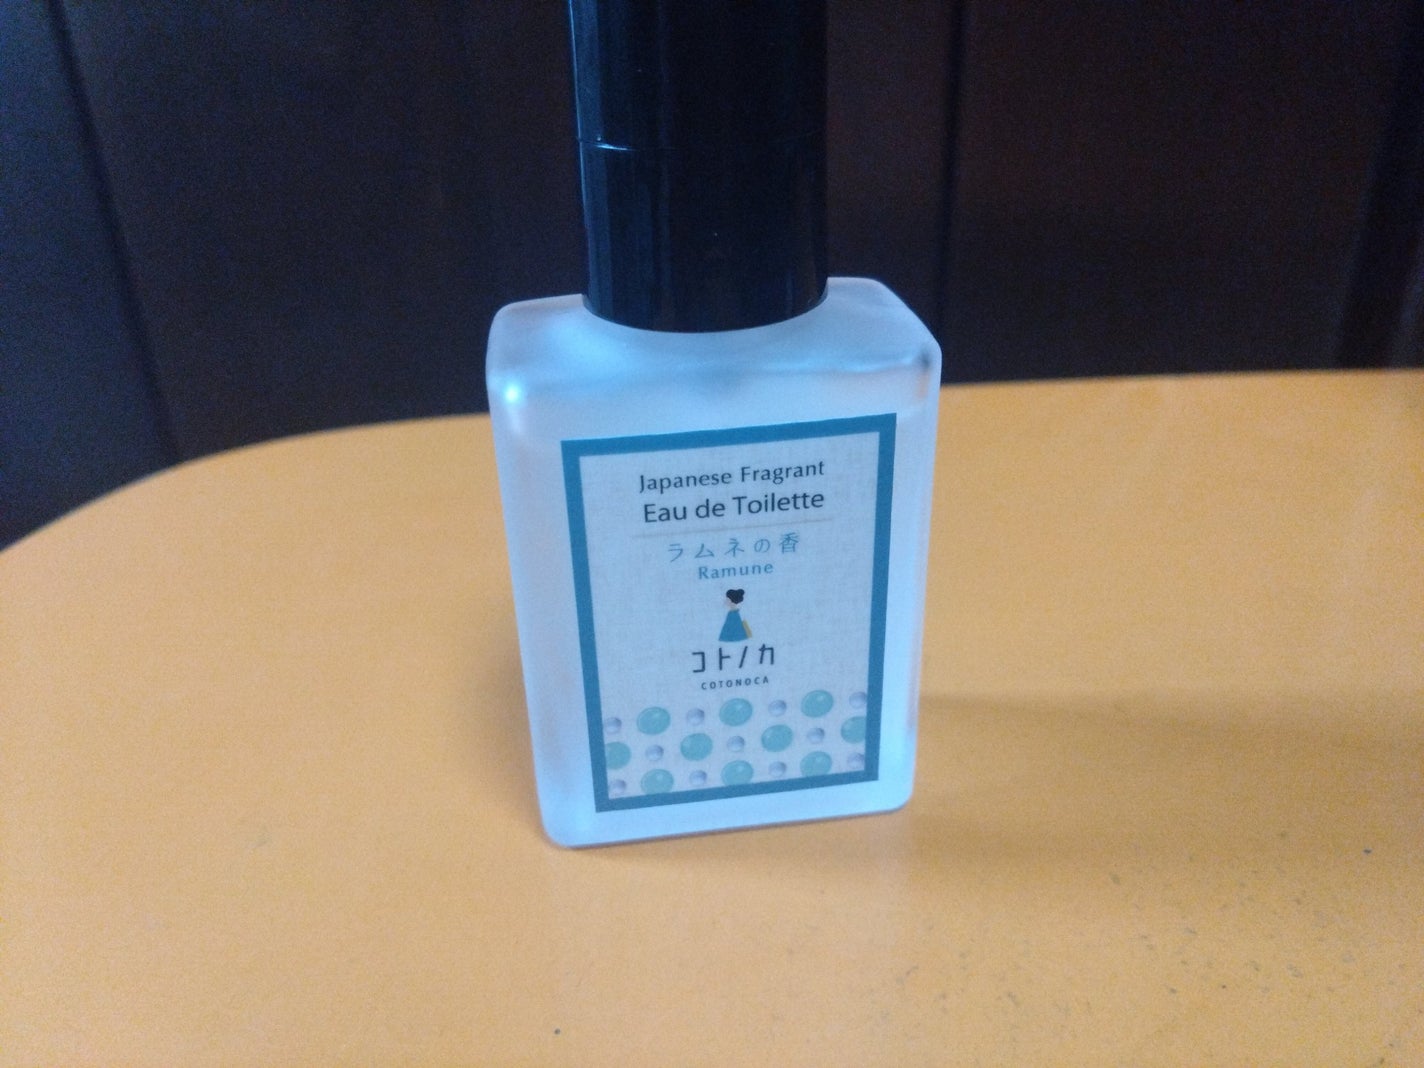 Japanese Fragrant
Eau de Toilette
ラムネの香
Ramune
コトノカ
COTONOCA